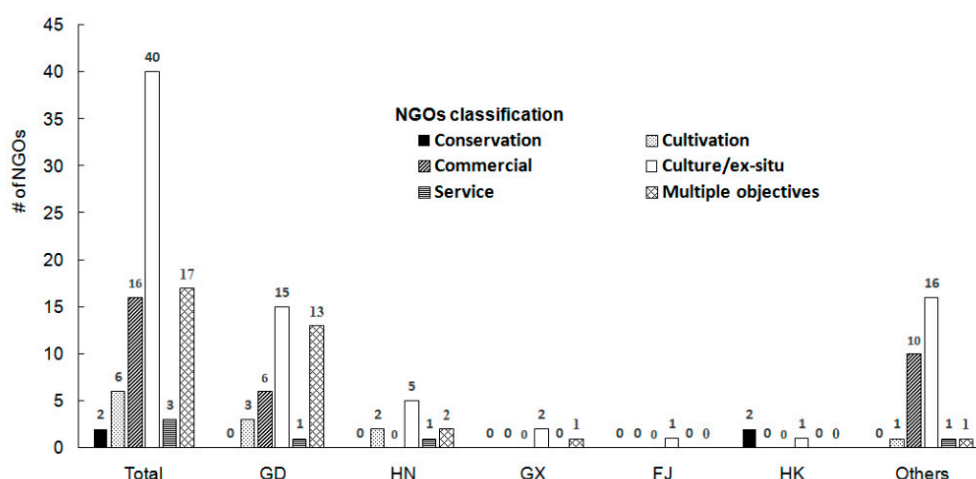 45
40
35
30
25
20
15
10
5
0
# of NGOs
NGOs classification
Conservation Cultivation
Commercial Culture/ex-situ
Service Multiple objectives
2 6 16 40 3 17
0 3 6 15 1 13
0 2 0 5 1 2
0 0 0 2 0 1
0 0 0 1 0 0
2 0 0 1 0 0
0 1 10 16 1 1
Total GD HN GX FJ HK Others